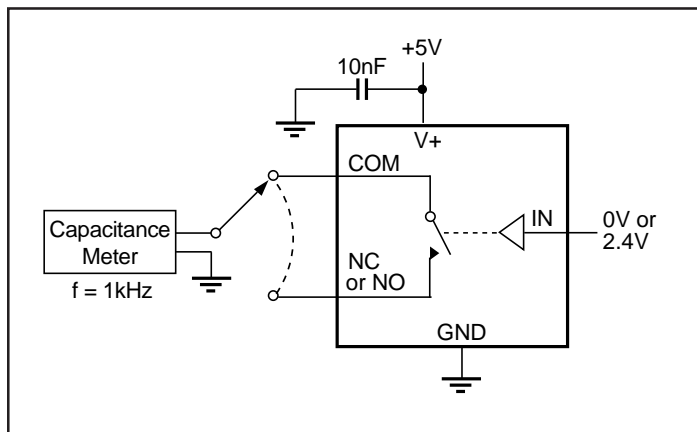 +5V
10nF
V+
COM
IN
0V or
2.4V
Capacitance
Meter
f = 1kHz
NC
or NO
GND